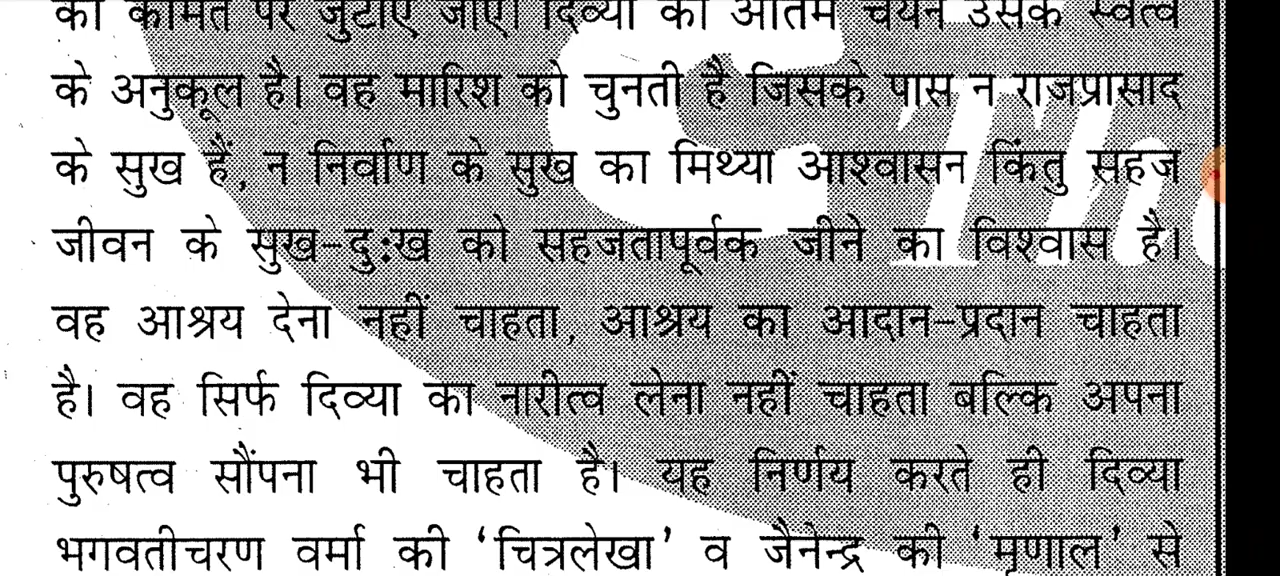 की कीमत पर जुटाए जाएं। दिव्या का अंतिम चयन उसके स्वत्व
के अनुकूल है। वह मारिश को चुनती है जिसके पास न राजप्रासाद
के सुख हैं, न निर्वाण के सुख का मिथ्या आश्वासन किंतु सहज
जीवन के सुख-दु:ख को सहजतापूर्वक जीने का विश्वास है।
वह आश्रय देना नहीं चाहता, आश्रय का आदान-प्रदान चाहता
है। वह सिर्फ दिव्या का नारीत्व लेना नहीं चाहता बल्कि अपना
पुरुषत्व सौंपना भी चाहता है। यह निर्णय करते ही दिव्या
भगवतीचरण वर्मा की 'चित्रलेखा' व जैनेन्द्र की 'मृणाल' से
Th